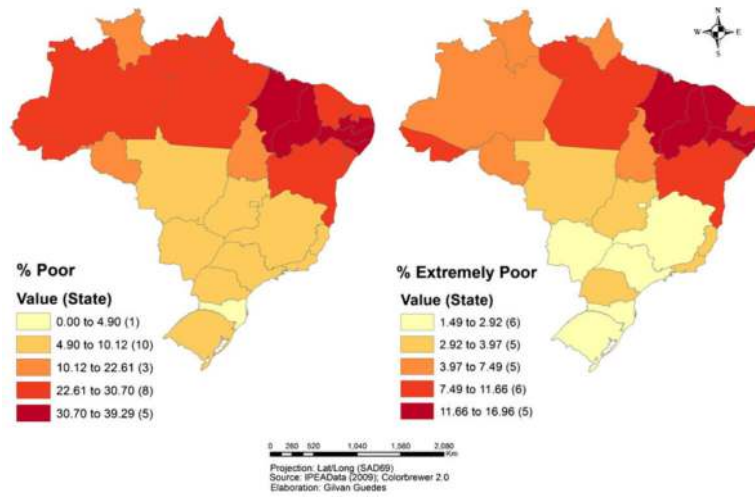 N
W E
S
% Poor
Value (State)
0.00 to 4.90 (1)
4.90 to 10.12 (10)
10.12 to 22.61 (3)
22.61 to 30.70 (8)
30.70 to 39.29 (5)
% Extremely Poor
Value (State)
1.49 to 2.92 (6)
2.92 to 3.97 (5)
3.97 to 7.49 (5)
7.49 to 11.66 (6)
11.66 to 16.96 (5)
0 260 520 1,040 1,560 2,080
Km
Projection: Lat/Long (SAD69)
Source: IPEAData (2009); Colorbrewer 2.0
Elaboration: Gilvan Guedes